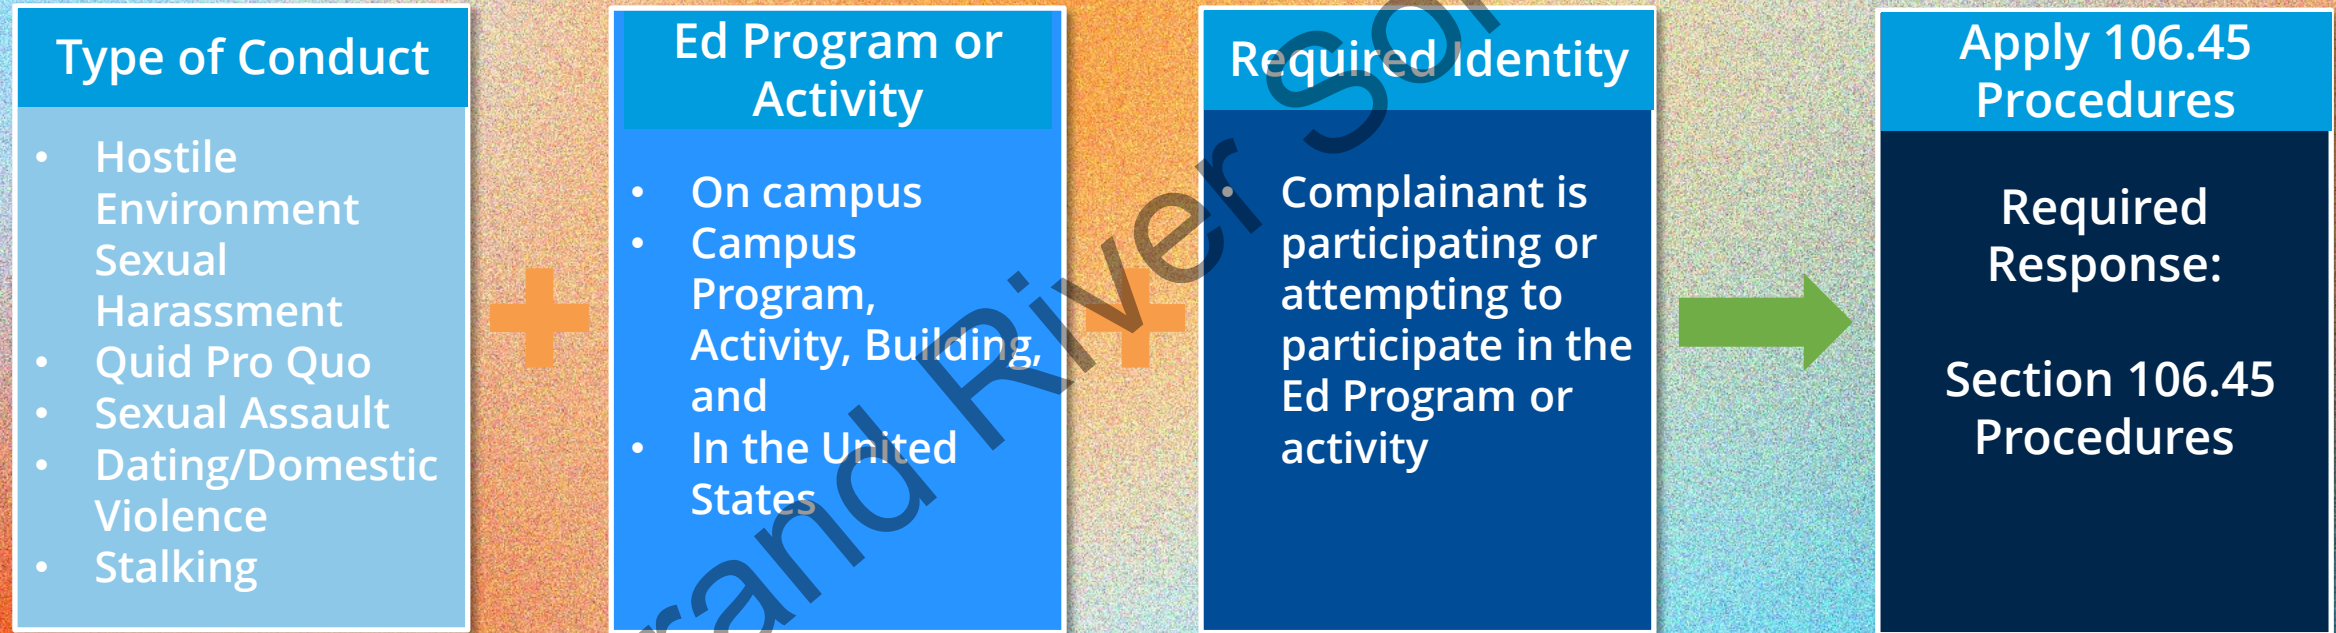 Type of Conduct
• Hostile
Environment
Sexual
Harassment
• Quid Pro Quo
• Sexual Assault
• Dating/Domestic
Violence
• Stalking
Ed Program or
Activity
• On campus
• Campus
Program,
Activity, Building,
and
• In the United
States
Required Identity
• Complainant is
participating or
attempting to
participate in the
Ed Program or
activity
Apply 106.45
Procedures
Required
Response:
Section 106.45
Procedures
rand River So